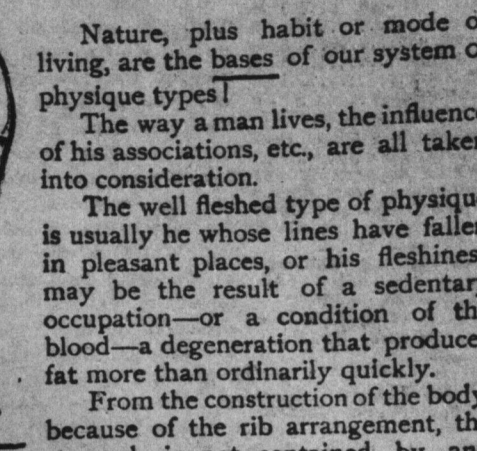 Nature, plus habit or mode o
living, are the bases of our system o
physique types!
The way a man lives, the influenc
of his associations, etc., are all take
into consideration.
The well fleshed type of physiqu
is usually he whose lines have falle
in pleasant places, or his fleshines
may be the result of a sedentar
occupation—or a condition of th
blood—a degeneration that produce
fat more than ordinarily quickly.
From the construction of the body
because of the rib arrangement, th